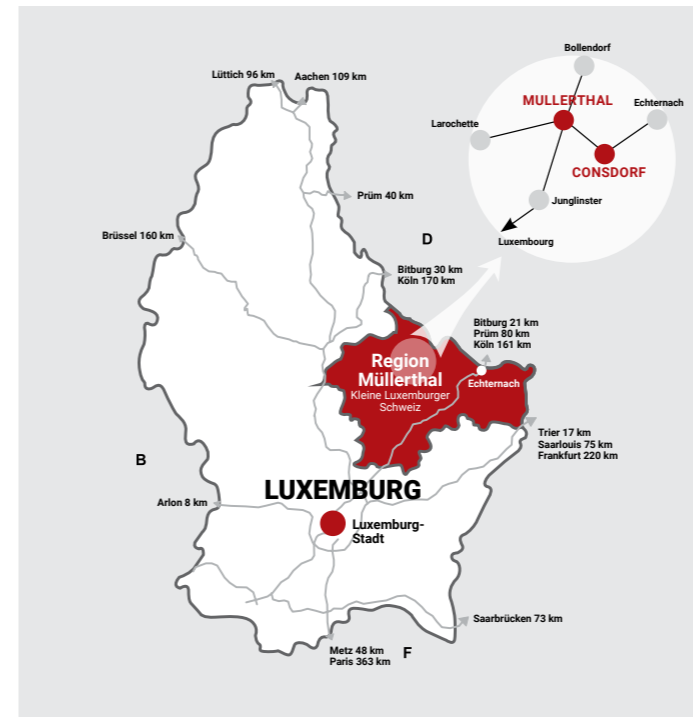 Bollendorf
Lüttich 96 km
Aachen 109 km
MULLERTHAL
Echternach
Larochette
CONSDORF
Prüm 40 km
Junglinster
Brüssel 160 km
D
Luxembourg
Bitburg 30 km
Köln 170 km
Bitburg 21 km
Prüm 80 km
Köln 161 km
Region
Müllerthal
Kleine Luxemburger
Schweiz
Echternach
Trier 17 km
Saarlouis 75 km
Frankfurt 220 km
B
LUXEMBURG
Arlon 8 km
Luxemburg-
Stadt
Saarbrücken 73 km
Metz 48 km
Paris 363 km
F